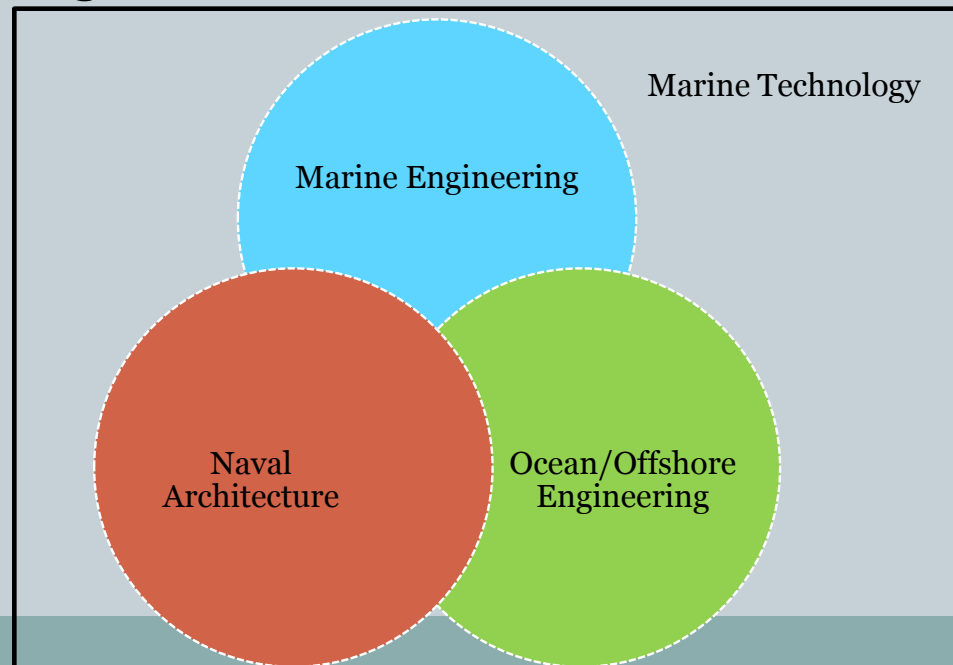 Marine Technology
Marine Engineering
Naval
Architecture
Ocean/Offshore
Engineering